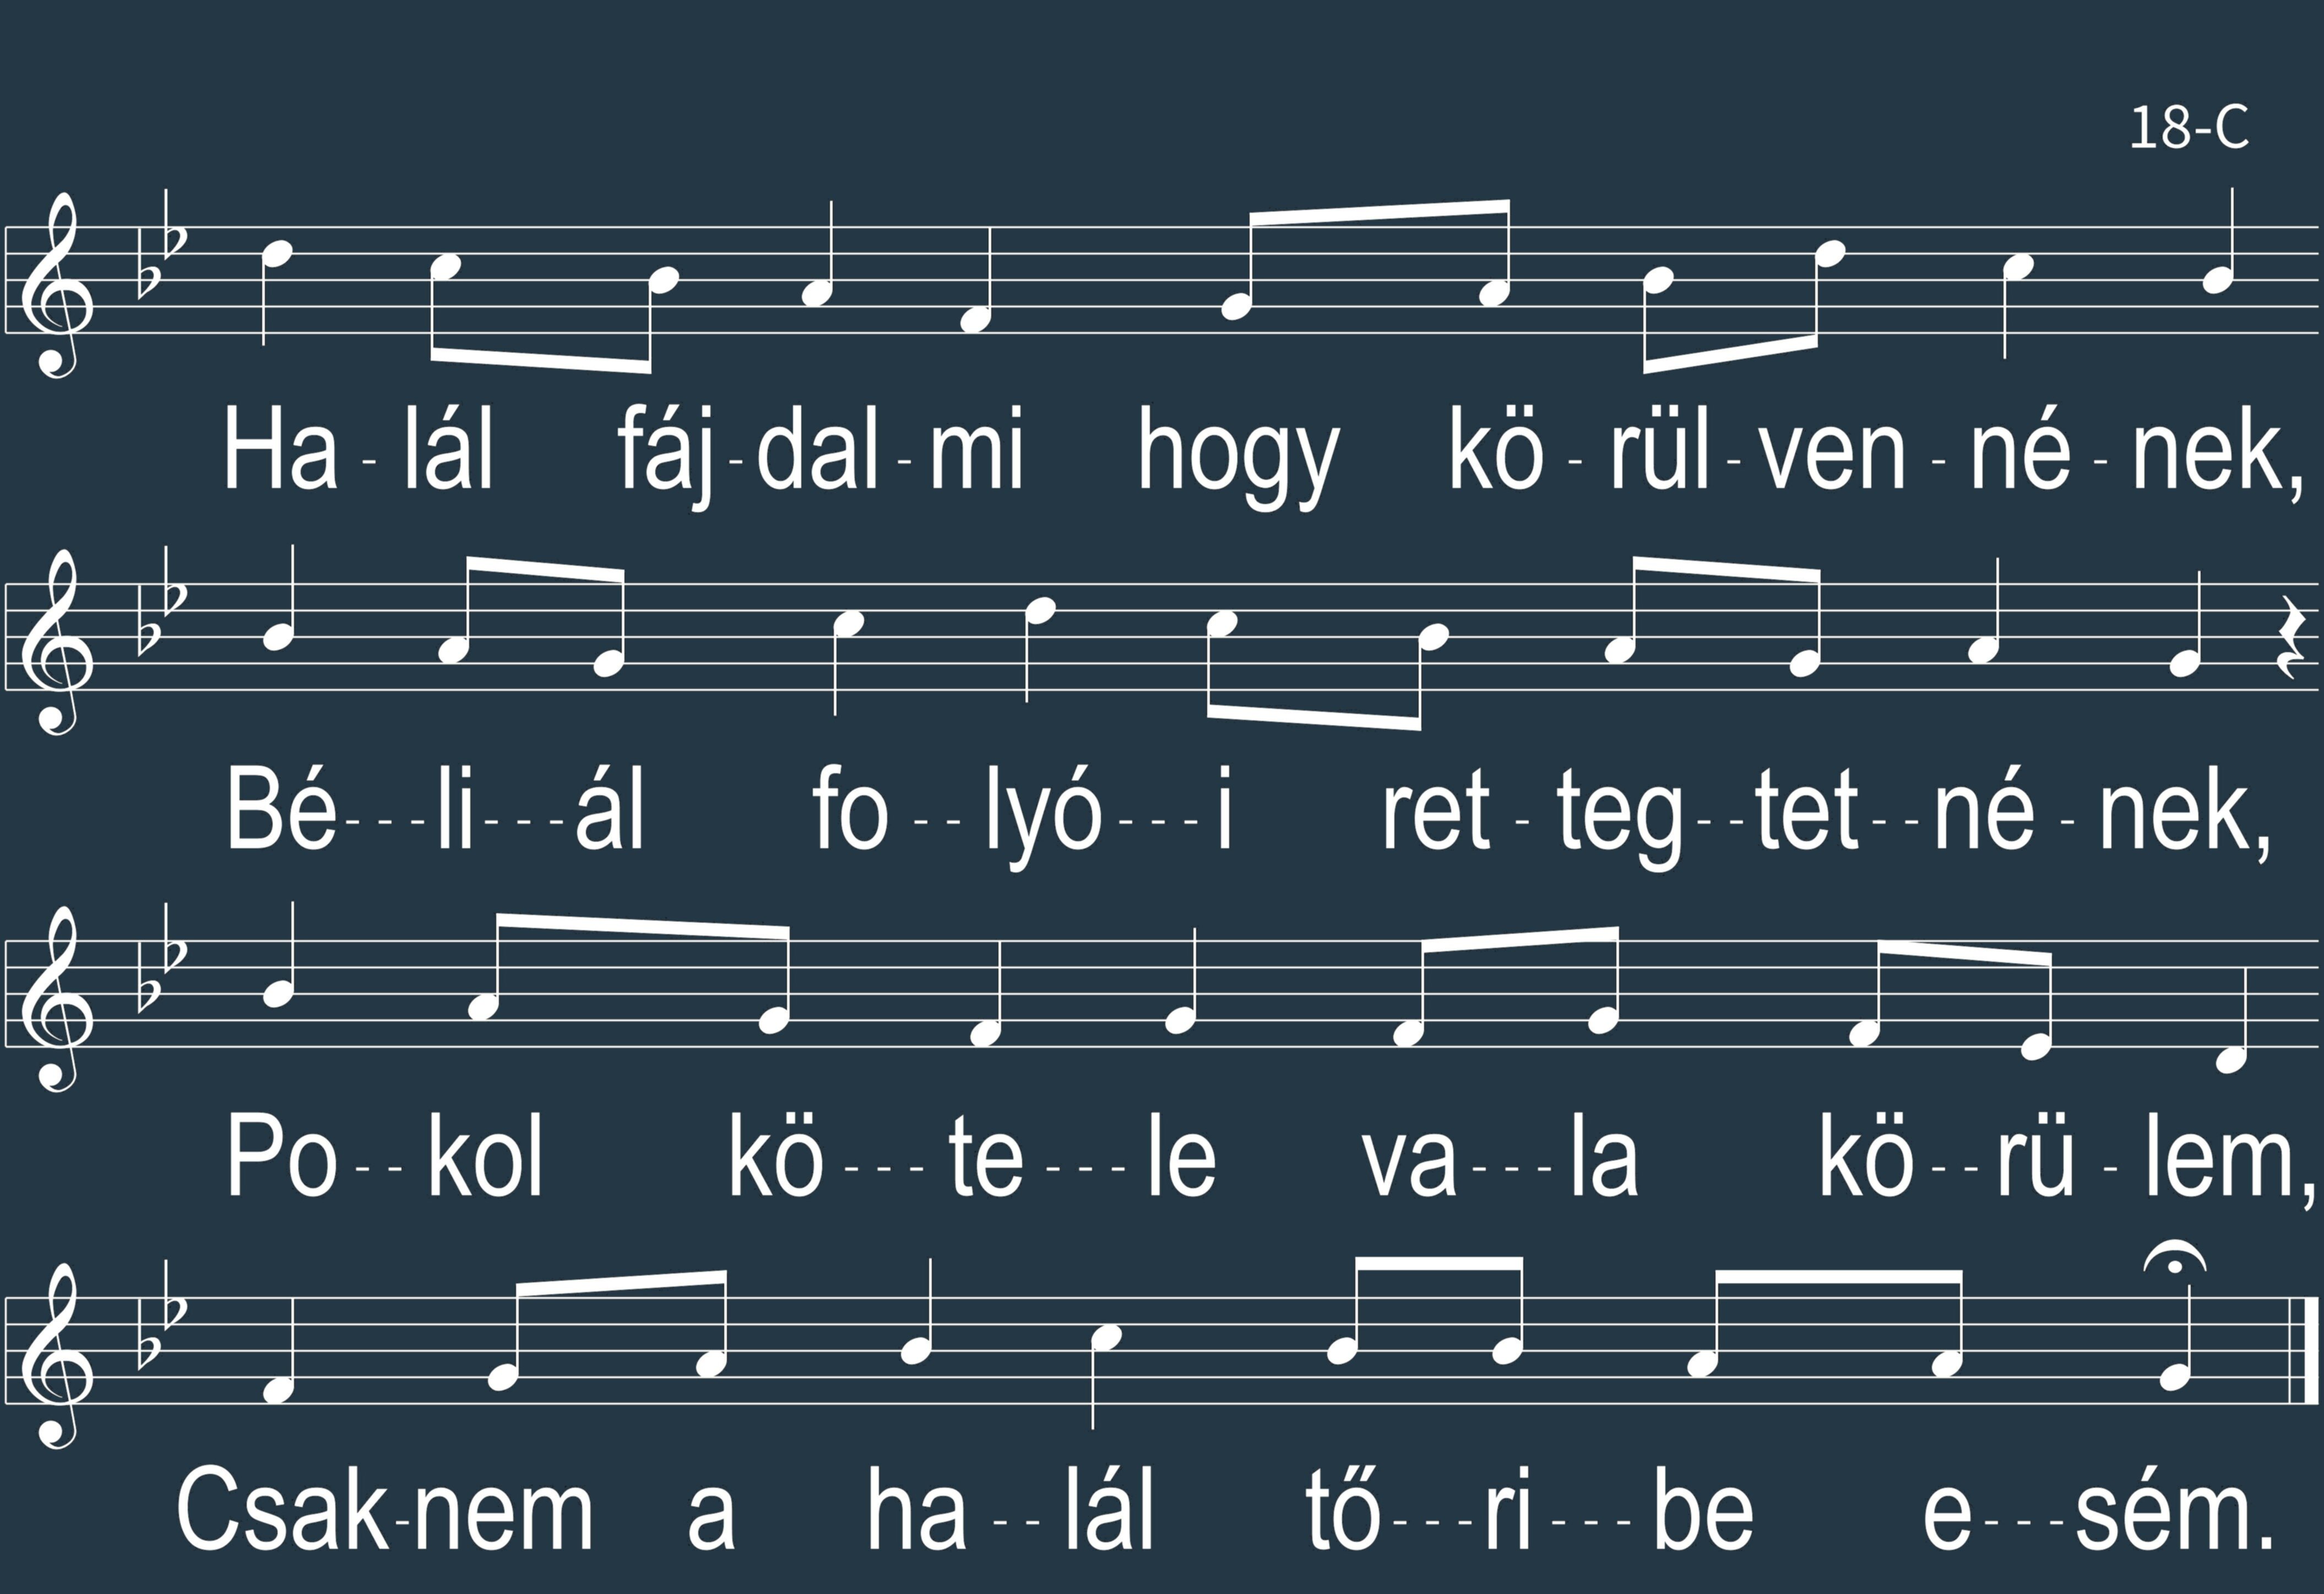 18-C
Ha - lál fáj - dal - mi hogy kö - rül - ven - né - nek,
Bé---li---ál fo--lyó---i ret - teg--tet--né - nek,
Po--kol kö---te---le va---la kö--rü - lem,
Csak-nem a ha--lál tő---ri---be e---sém.